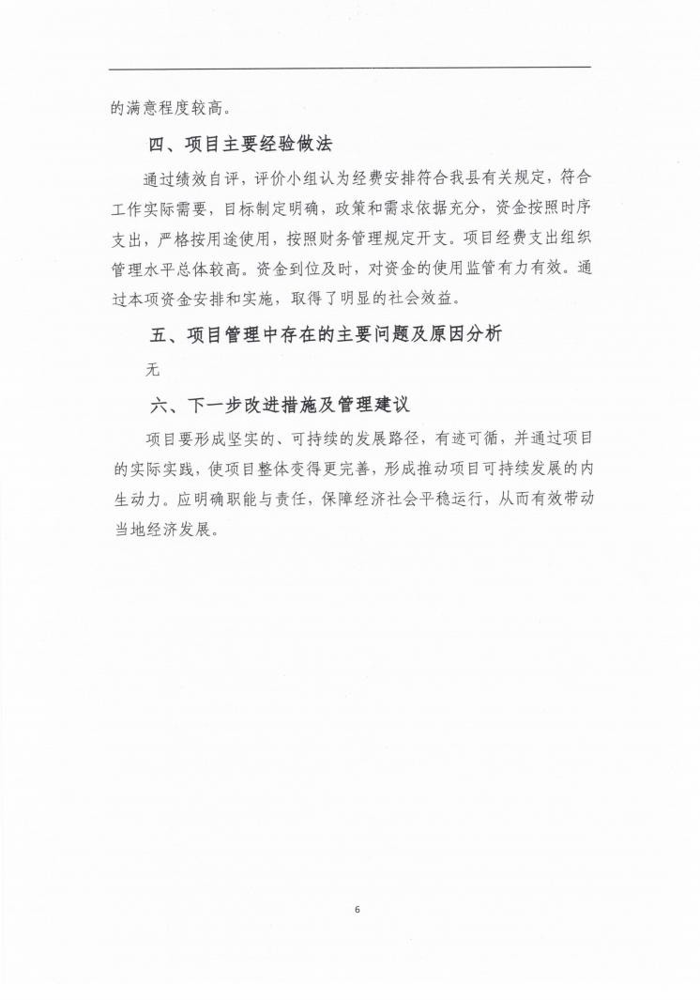 的满意程度较高。
四、项目主要经验做法
通过绩效自评，评价小组认为经费安排符合我县有关规定，符合
工作实际需要，目标制定明确，政策和需求依据充分，资金按照时序
支出，严格按用途使用，按照财务管理规定开支。项目经费支出组织
管理水平总体较高。资金到位及时，对资金的使用监管有力有效。通
过本项资金安排和实施，取得了明显的社会效益。
五、项目管理中存在的主要问题及原因分析
无
六、下一步改进措施及管理建议
项目要形成坚实的、可持续的发展路径，有迹可循，并通过项目
的实际实践，使项目整体变得更完善，形成推动项目可持续发展的内
生动力。应明确职能与责任，保障经济社会平稳运行，从而有效带动
当地经济发展。
6